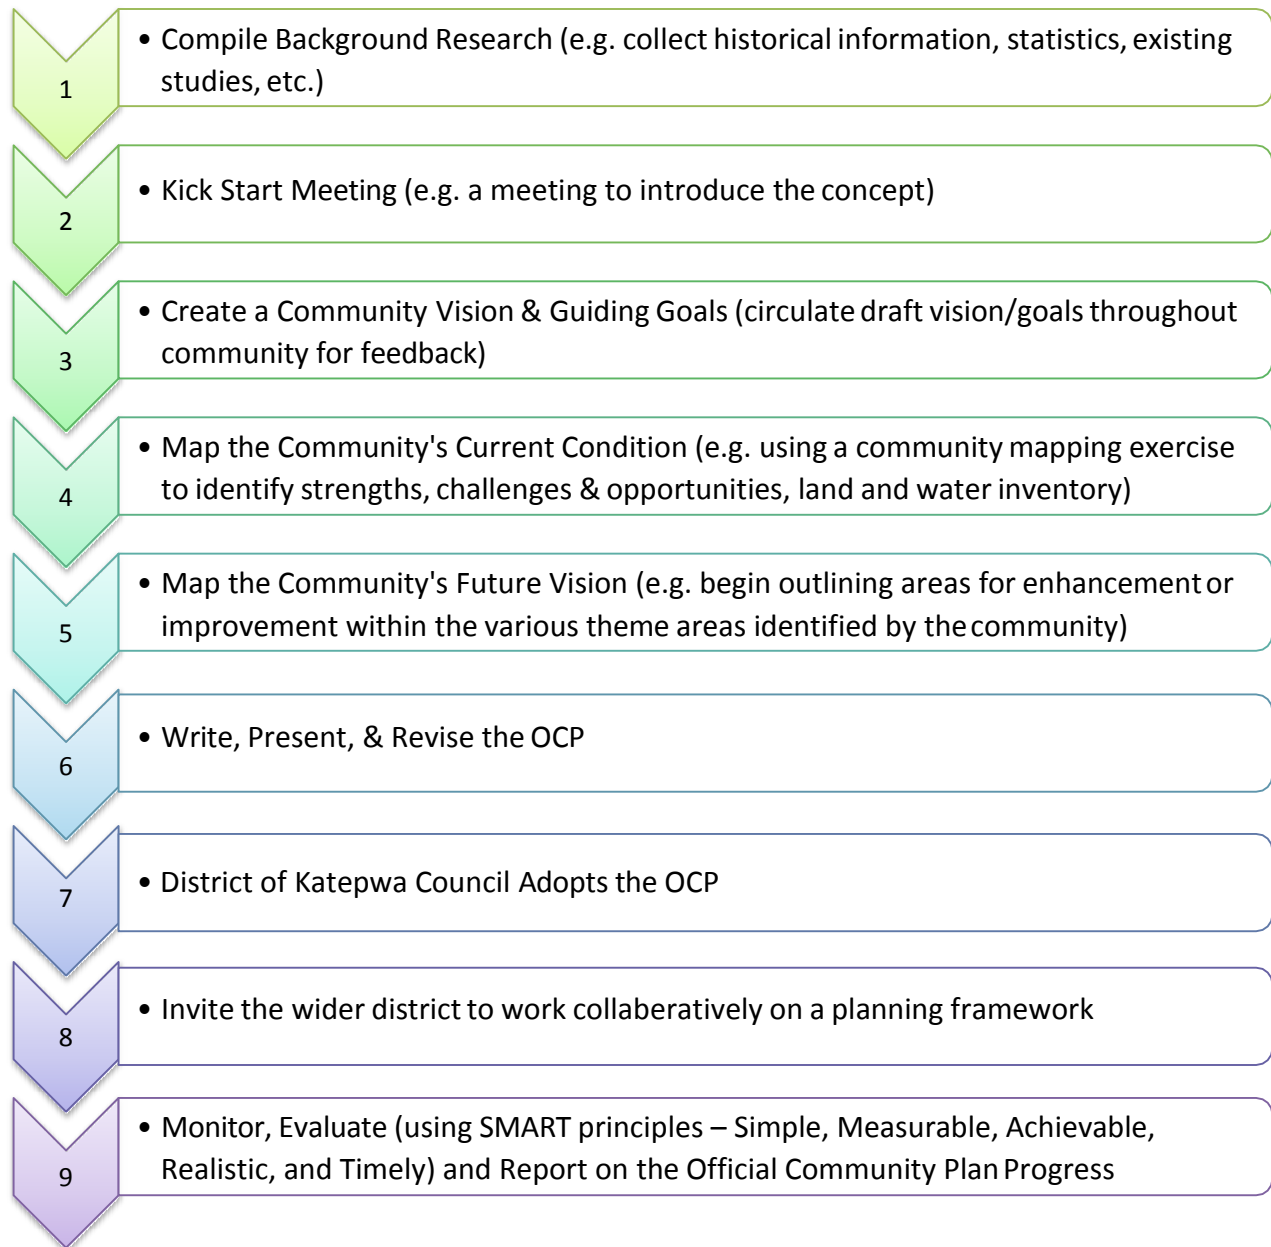 1
• Compile Background Research (e.g. collect historical information, statistics, existing
studies, etc.)
2
• Kick Start Meeting (e.g. a meeting to introduce the concept)
3
• Create a Community Vision & Guiding Goals (circulate draft vision/goals throughout
community for feedback)
4
• Map the Community's Current Condition (e.g. using a community mapping exercise
to identify strengths, challenges & opportunities, land and water inventory)
5
• Map the Community's Future Vision (e.g. begin outlining areas for enhancement or
improvement within the various theme areas identified by the community)
6
• Write, Present, & Revise the OCP
7
• District of Katepwa Council Adopts the OCP
8
• Invite the wider district to work collaberatively on a planning framework
9
• Monitor, Evaluate (using SMART principles – Simple, Measurable, Achievable,
Realistic, and Timely) and Report on the Official Community Plan Progress